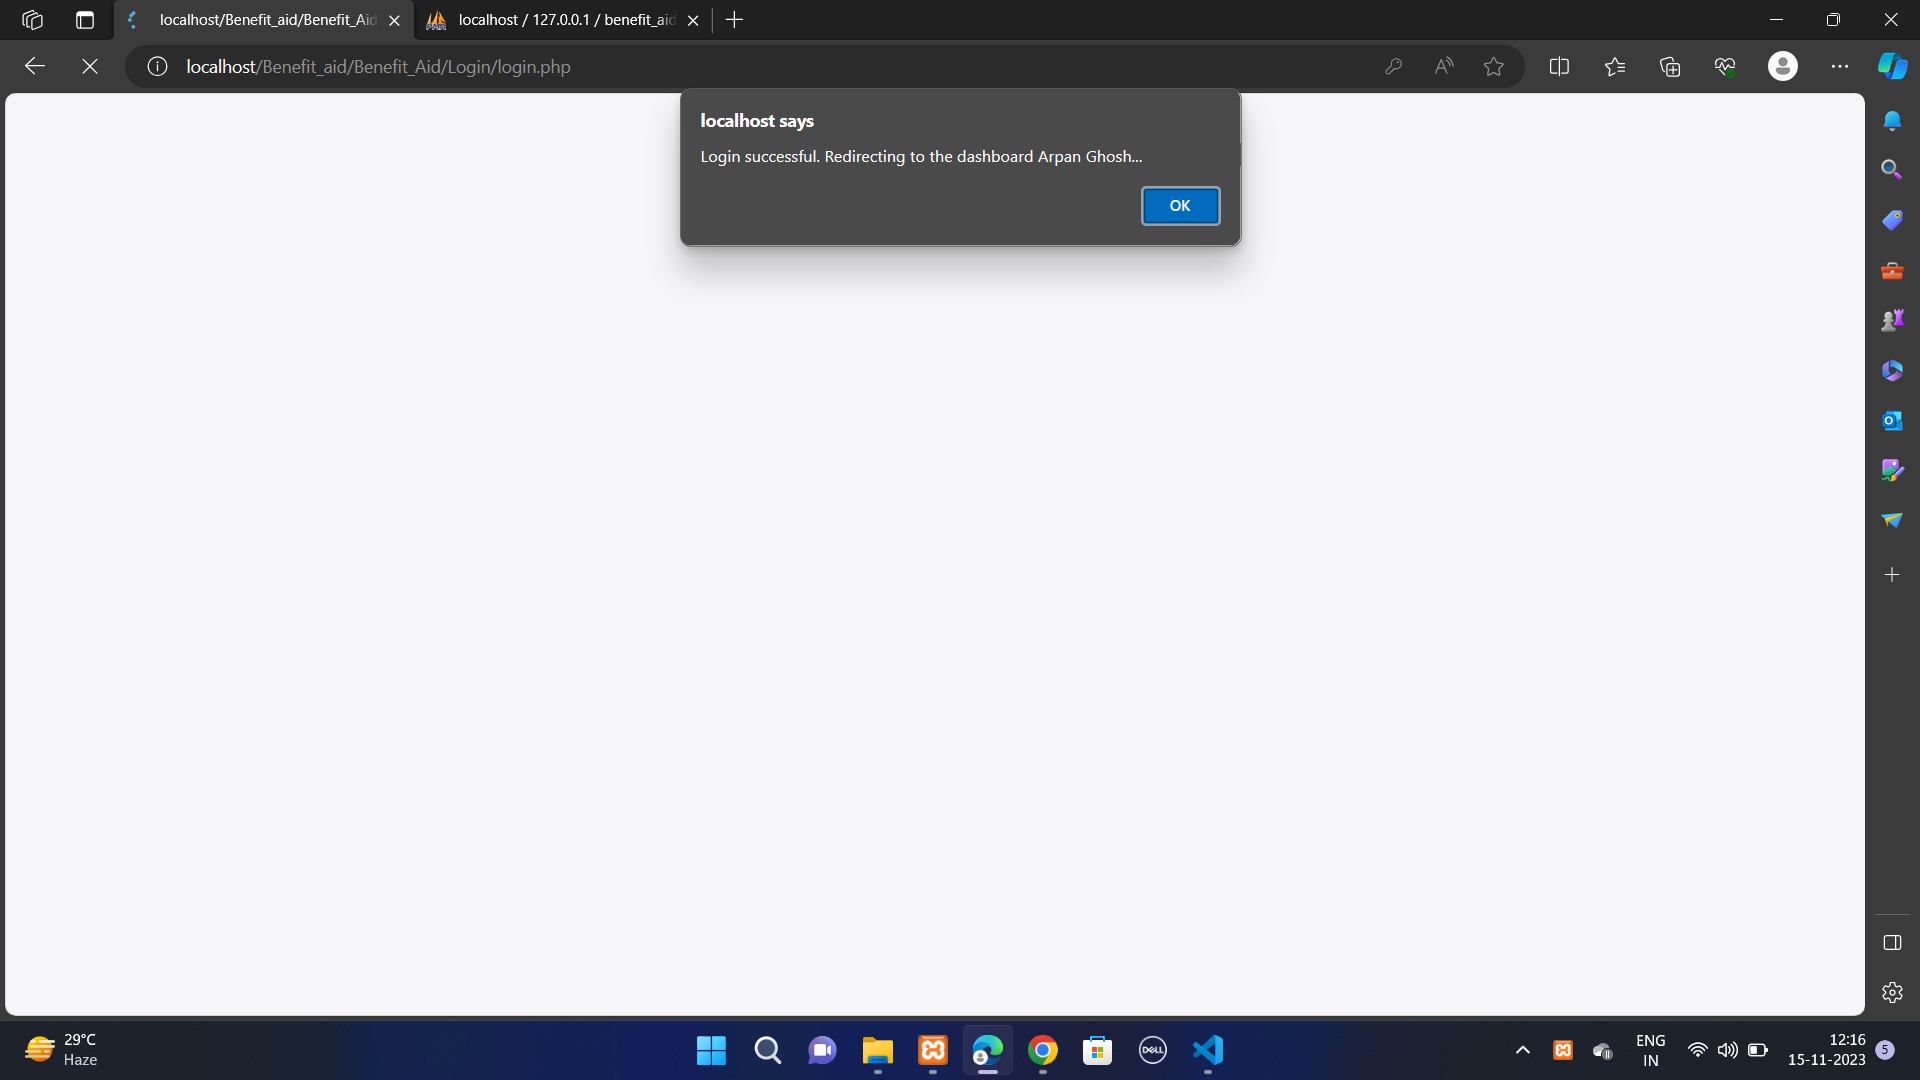 localhost/Benefit_aid/Benefit_Aid
localhost / 127.0.0.1 / benefit_aid
localhost/Benefit_aid/Benefit_Aid/Login/login.php
localhost says
Login successful. Redirecting to the dashboard Arpan Ghosh...
OK
29°C
Haze
DELL
ENG
IN
12:16
15-11-2023
5